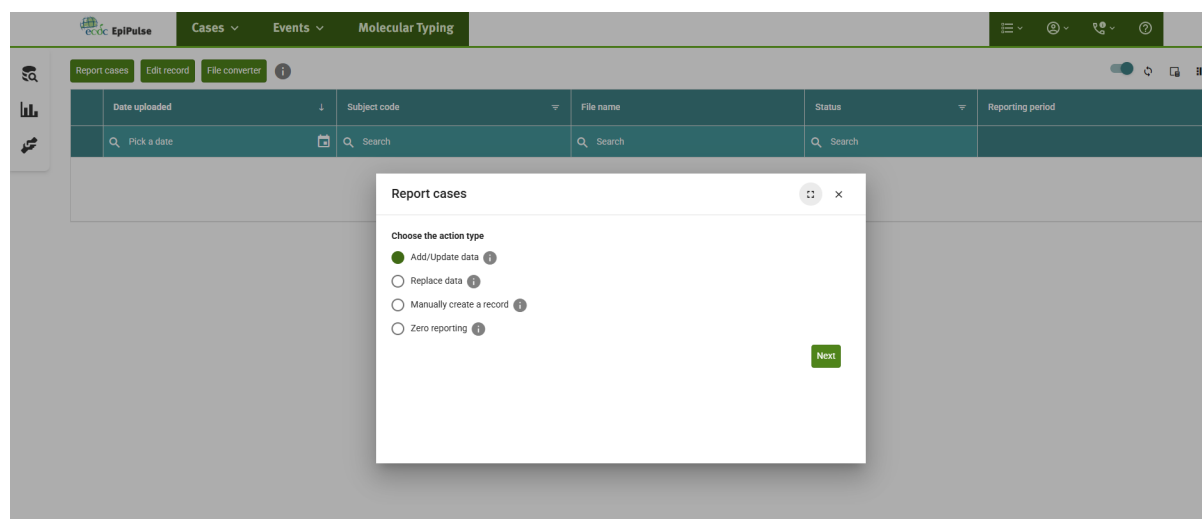 ecdc EpiPulse Cases Events Molecular Typing
Report cases Edit record File converter
Date uploaded Subject code File name Status Reporting period
Pick a date Search Search Search
Report cases
Choose the action type
Add/Update data
Replace data
Manually create a record
Zero reporting
Next